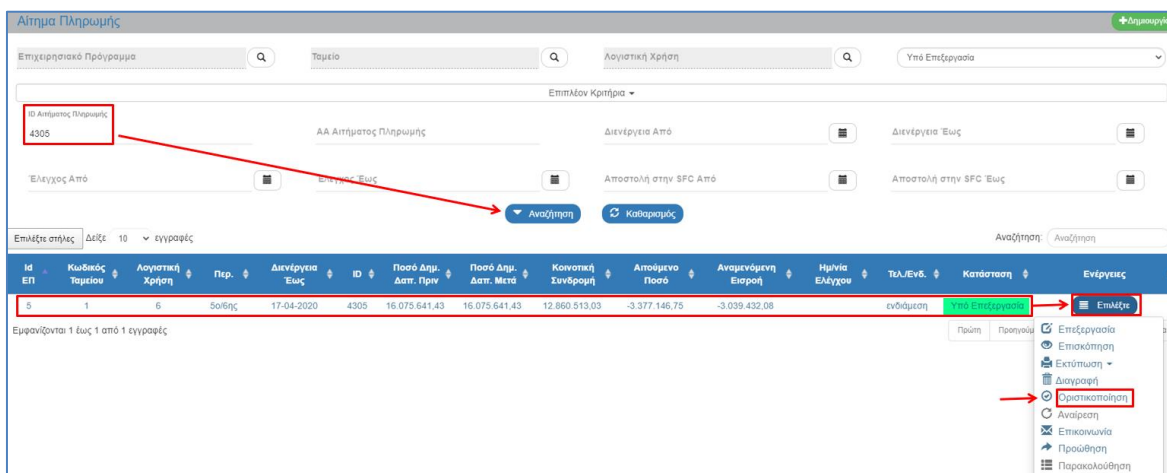 Αίτημα Πληρωμής
+Δημιουργία
Επιχειρησιακό Πρόγραμμα Ταμείο Λογιστική Χρήση Υπό Επεξεργασία
Επιπλέον Κριτήρια
ID Αιτήματος Πληρωμής
4305 ΑΑ Αιτήματος Πληρωμής Διενέργεια Από Διενέργεια Έως
Έλεγχος Από Έλεγχος Έως Αποστολή στην SFC Από Αποστολή στην SFC Έως
Αναζήτηση Καθαρισμός
Επιλέξτε στήλες Δείξε 10 εγγραφές Αναζήτηση: Αναζήτηση
Id ΕΠ Κωδικός Ταμείου Λογιστική Χρήση Περ. Διενέργεια Έως ID Ποσό Δημ. Δαπ. Πριν Ποσό Δημ. Δαπ. Μετά Κοινοτική Συνδρομή Αιτούμενο Ποσό Αναμενόμενη Εισροή Ημ/νία Ελέγχου Τελ./Ενδ. Κατάσταση Ενέργειες
5 1 6 5ο/6ης 17-04-2020 4305 16.075.641,43 16.075.641,43 12.860.513,03 -3.377.146,75 -3.039.432,08 ενδιάμεση Υπό Επεξεργασία Επιλέξτε
Εμφανίζονται 1 έως 1 από 1 εγγραφές Πρώτη
Επεξεργασία
Επισκόπηση
Εκτύπωση
Διαγραφή
Οριστικοποίηση
Αναίρεση
Επικοινωνία
Προώθηση
Παρακολούθηση